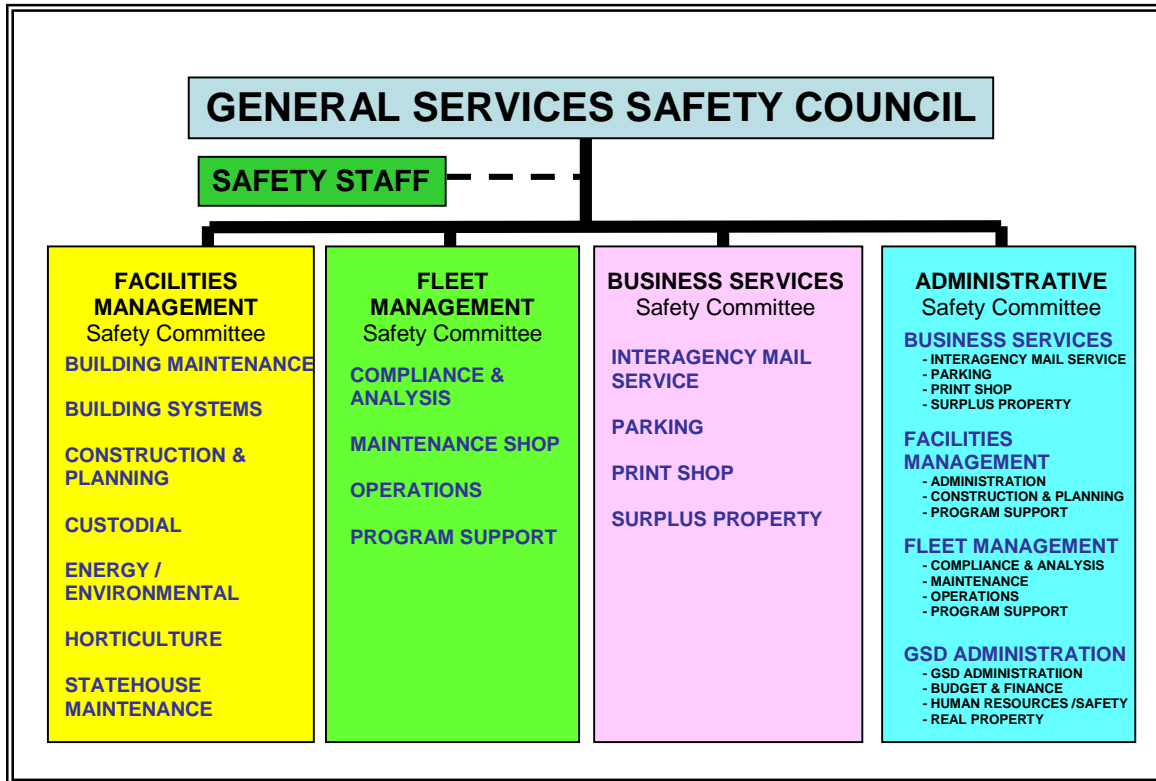 GENERAL SERVICES SAFETY COUNCIL
SAFETY STAFF
FACILITIES
MANAGEMENT
Safety Committee
BUILDING MAINTENANCE
BUILDING SYSTEMS
CONSTRUCTION &
PLANNING
CUSTODIAL
ENERGY /
ENVIRONMENTAL
HORTICULTURE
STATEHOUSE
MAINTENANCE
FLEET
MANAGEMENT
Safety Committee
COMPLIANCE &
ANALYSIS
MAINTENANCE SHOP
OPERATIONS
PROGRAM SUPPORT
BUSINESS SERVICES
Safety Committee
INTERAGENCY MAIL
SERVICE
PARKING
PRINT SHOP
SURPLUS PROPERTY
ADMINISTRATIVE
Safety Committee
BUSINESS SERVICES
- INTERAGENCY MAIL SERVICE
- PARKING
- PRINT SHOP
- SURPLUS PROPERTY
FACILITIES
MANAGEMENT
- ADMINISTRATION
- CONSTRUCTION & PLANNING
- PROGRAM SUPPORT
FLEET MANAGEMENT
- COMPLIANCE & ANALYSIS
- MAINTENANCE
- OPERATIONS
- PROGRAM SUPPORT
GSD ADMINISTRATION
- GSD ADMINISTRATIION
- BUDGET & FINANCE
- HUMAN RESOURCES /SAFETY
- REAL PROPERTY